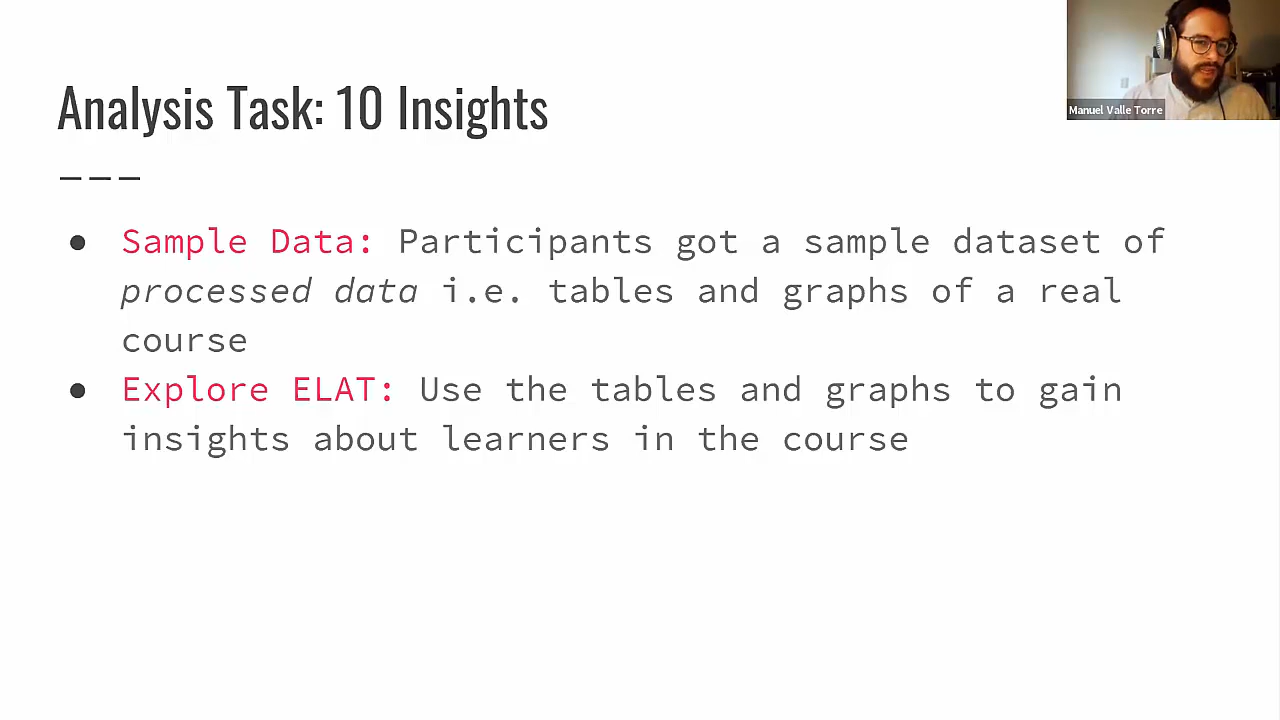 Analysis Task: 10 Insights
Manuel Valle Torre
● Sample Data: Participants got a sample dataset of
processed data i.e. tables and graphs of a real
course
● Explore ELAT: Use the tables and graphs to gain
insights about learners in the course